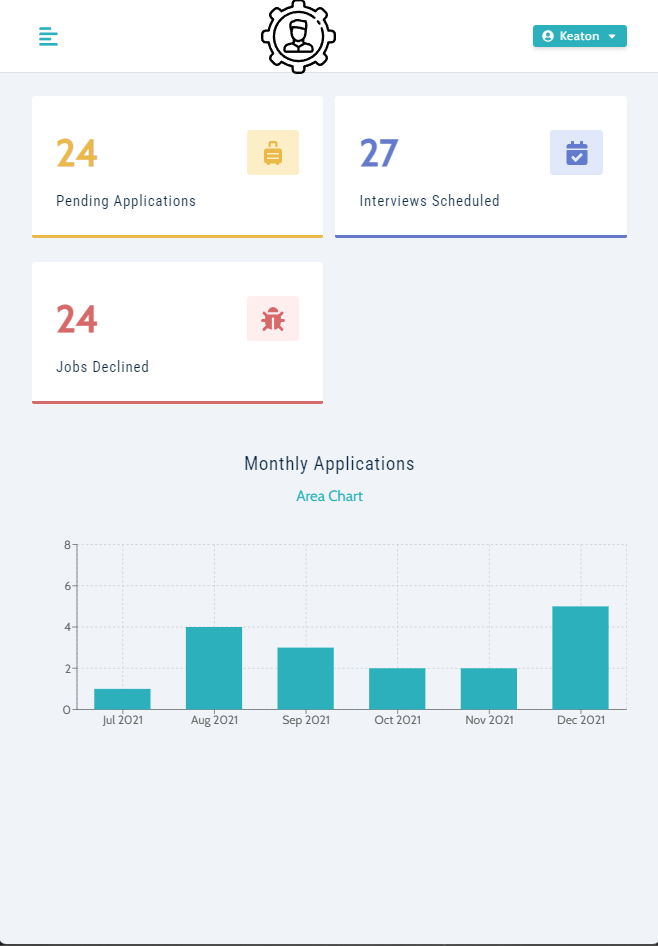 Keaton
24
Pending Applications
27
Interviews Scheduled
24
Jobs Declined
Monthly Applications
Area Chart
8
6
4
2
0
Jul 2021 Aug 2021 Sep 2021 Oct 2021 Nov 2021 Dec 2021